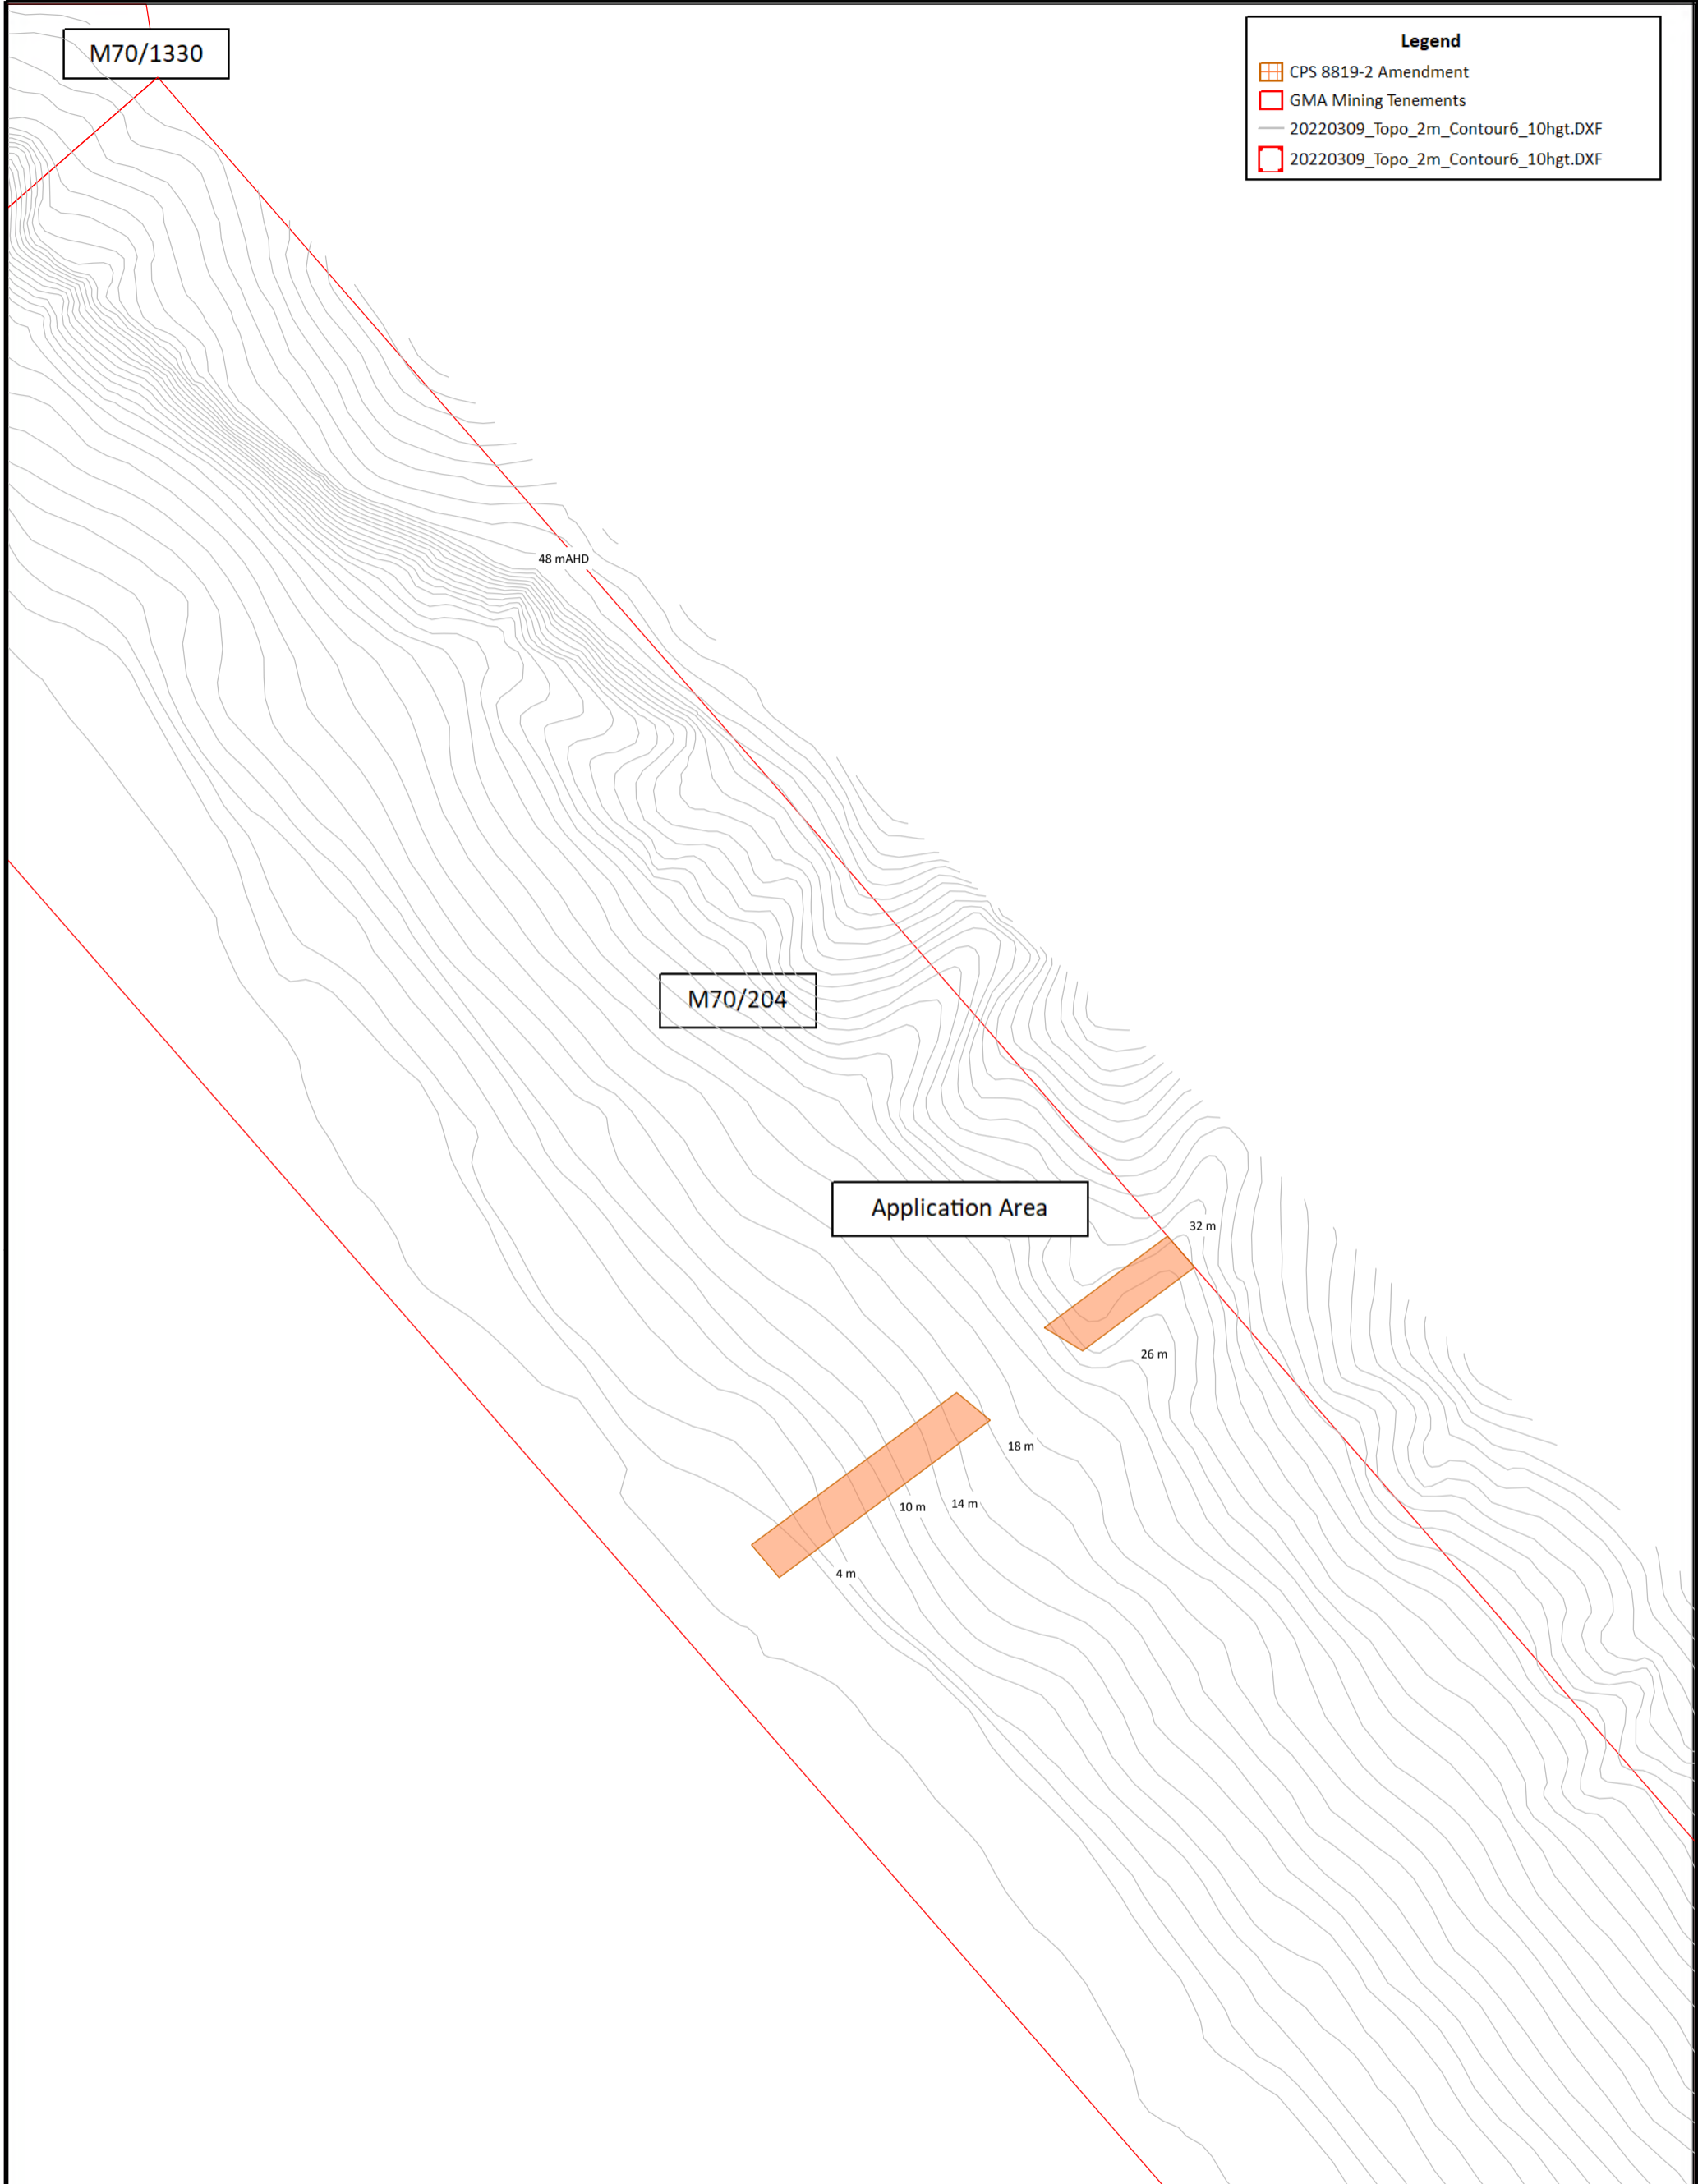 M70/1330
Legend
CPS 8819-2 Amendment
GMA Mining Tenements
20220309_Topo_2m_Contour6_10hgt.DXF
20220309_Topo_2m_Contour6_10hgt.DXF
48 mAHD
M70/204
Application Area
32 m
26 m
18 m
14 m
10 m
4 m